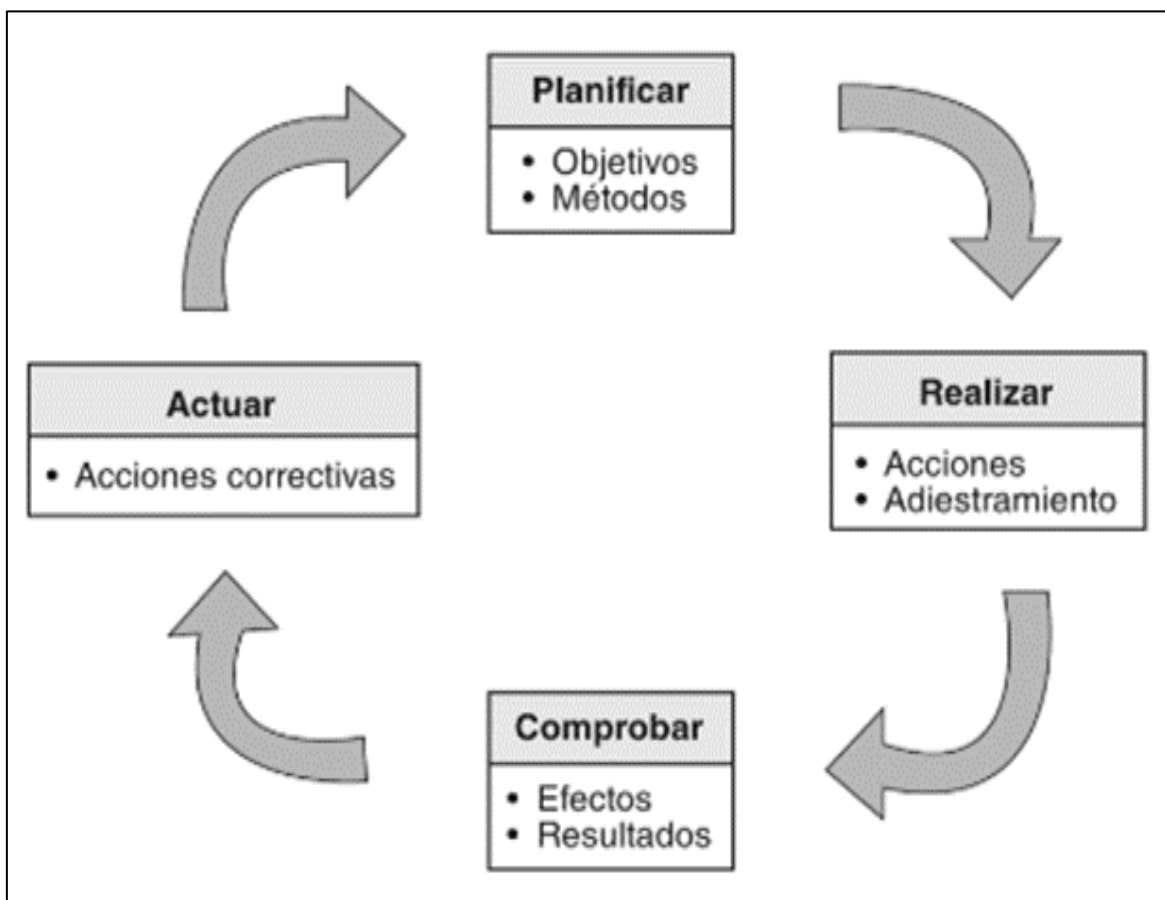 Planificar
• Objetivos
• Métodos
Realizar
• Acciones
• Adiestramiento
Comprobar
• Efectos
• Resultados
Actuar
• Acciones correctivas